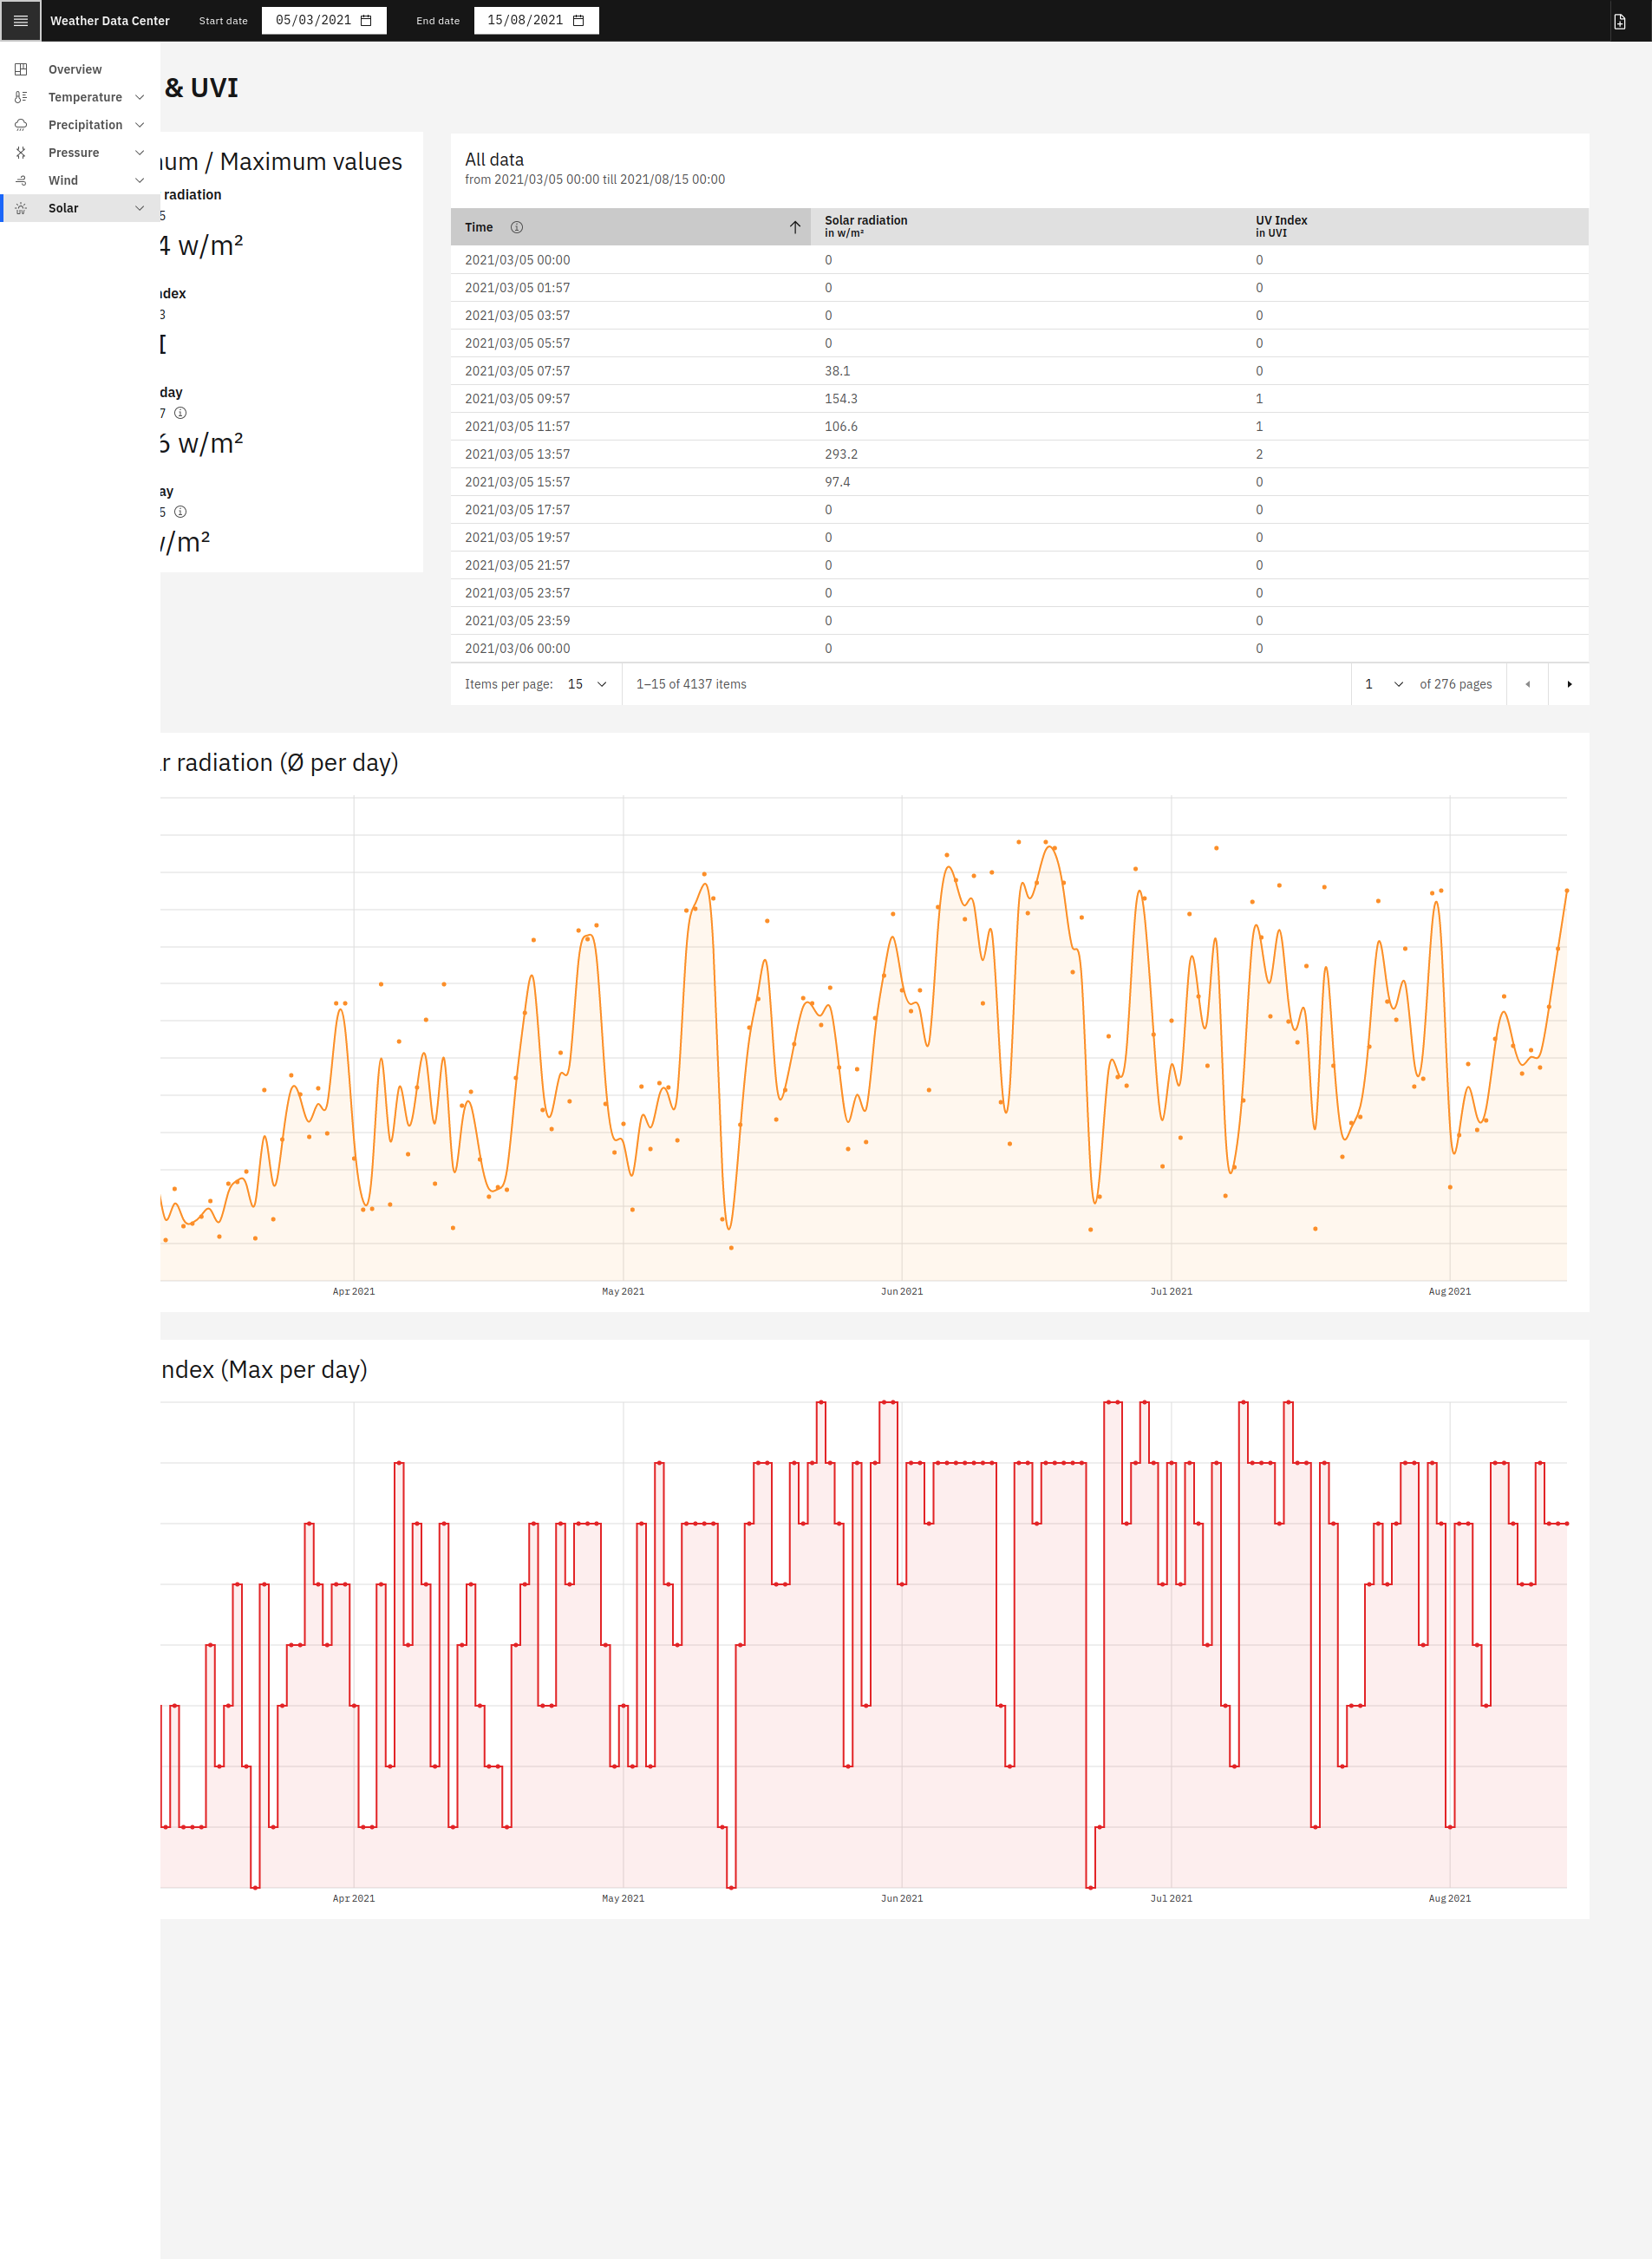 Weather Data Center Start date 05/03/2021 End date 15/08/2021
Overview
Temperature
Precipitation
Pressure
Wind
Solar
& UVI
/ Maximum values
radiation
w/m²
day
w/m²
All data
from 2021/03/05 00:00 till 2021/08/15 00:00
Time Solar radiation in w/m² UV Index in UVI
2021/03/05 00:00 0 0
2021/03/05 01:57 0 0
2021/03/05 03:57 0 0
2021/03/05 05:57 0 0
2021/03/05 07:57 38.1 0
2021/03/05 09:57 154.3 1
2021/03/05 11:57 106.6 1
2021/03/05 13:57 293.2 2
2021/03/05 15:57 97.4 0
2021/03/05 17:57 0 0
2021/03/05 19:57 0 0
2021/03/05 21:57 0 0
2021/03/05 23:57 0 0
2021/03/05 23:59 0 0
2021/03/06 00:00 0 0
Items per page: 15 1–15 of 4137 items 1 of 276 pages
radiation (Ø per day)
Apr 2021 May 2021 Jun 2021 Jul 2021 Aug 2021
(Max per day)
Apr 2021 May 2021 Jun 2021 Jul 2021 Aug 2021